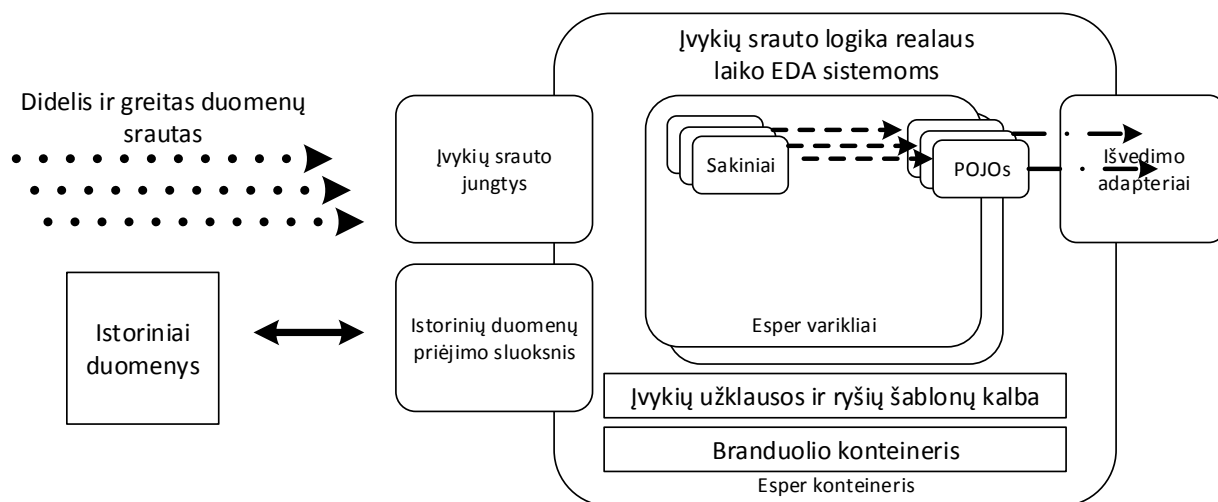 Įvykių srauto logika realaus
laiko EDA sistemoms
Didelis ir greitas duomenų
srautas
Įvykių srauto
jungtys
Sakiniai
POJOs
Išvedimo
adapteriai
Istoriniai
duomenys
Istorinių duomenų
priėjimo sluoksnis
Esper varikliai
Įvykių užklausos ir ryšių šablonų kalba
Branduolio konteineris
Esper konteineris